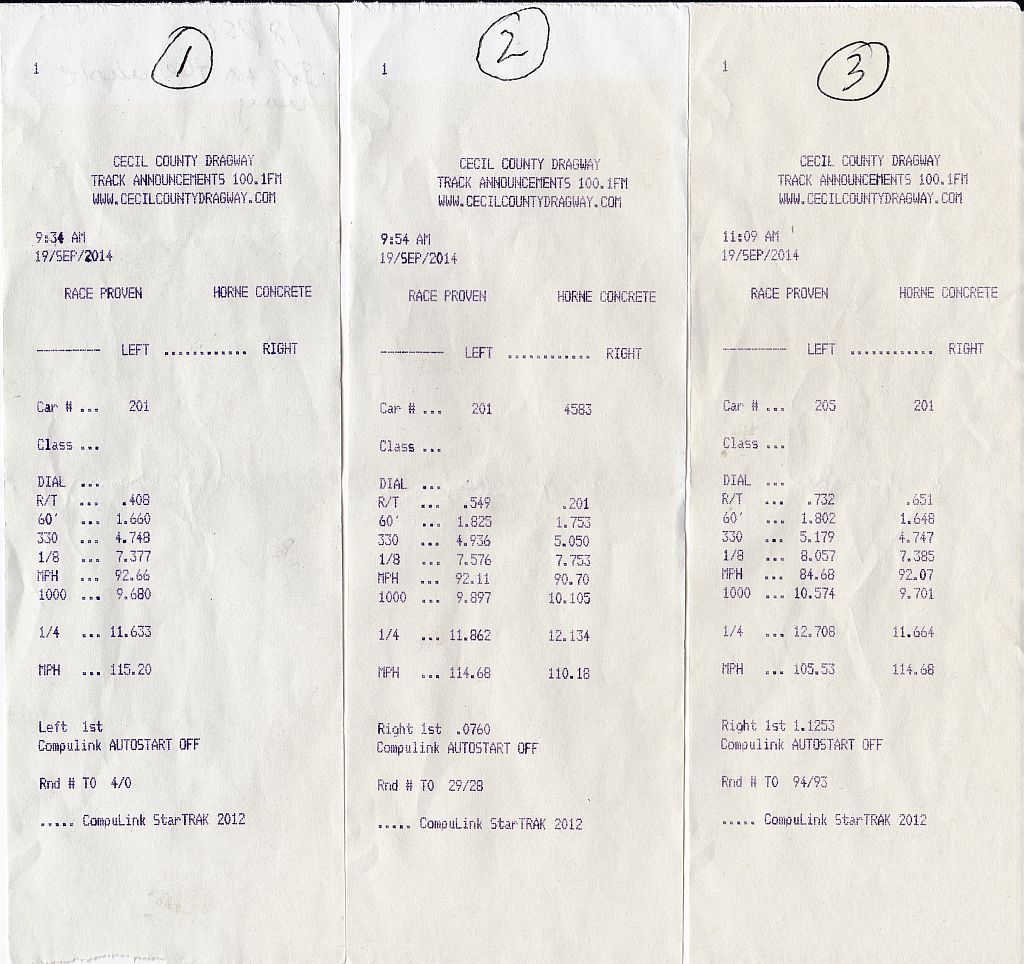 1
1
CECIL COUNTY DRAGWAY
TRACK ANNOUNCEMENTS 100.1FM
WWW.CECILCOUNTYDRAGWAY.COM
9:34 AM
19/SEP/2014
RACE PROVEN HORNE CONCRETE
--------- LEFT ............ RIGHT
Car # ... 201
Class ...
DIAL ...
R/T ... .408
60' ... 1.660
330 ... 4.748
1/8 ... 7.377
MPH ... 92.66
1000 ... 9.680
1/4 ... 11.633
MPH ... 115.20
Left 1st
Compulink AUTOSTART OFF
Rnd # TO 4/0
..... CompuLink StarTRAK 2012
2
1
CECIL COUNTY DRAGWAY
TRACK ANNOUNCEMENTS 100.1FM
WWW.CECILCOUNTYDRAGWAY.COM
9:54 AM
19/SEP/2014
RACE PROVEN HORNE CONCRETE
--------- LEFT ............ RIGHT
Car # ... 201 4583
Class ...
DIAL ...
R/T ... .549 .201
60' ... 1.825 1.753
330 ... 4.936 5.050
1/8 ... 7.576 7.753
MPH ... 92.11 90.70
1000 ... 9.897 10.105
1/4 ... 11.862 12.134
MPH ... 114.68 110.18
Right 1st .0760
Compulink AUTOSTART OFF
Rnd # TO 29/28
..... CompuLink StarTRAK 2012
3
1
CECIL COUNTY DRAGWAY
TRACK ANNOUNCEMENTS 100.1FM
WWW.CECILCOUNTYDRAGWAY.COM
11:09 AM
19/SEP/2014
RACE PROVEN HORNE CONCRETE
--------- LEFT ............ RIGHT
Car # ... 205 201
Class ...
DIAL ...
R/T ... .732 .651
60' ... 1.802 1.648
330 ... 5.179 4.747
1/8 ... 8.057 7.385
MPH ... 84.68 92.07
1000 ... 10.574 9.701
1/4 ... 12.708 11.664
MPH ... 105.53 114.68
Right 1st 1.1253
Compulink AUTOSTART OFF
Rnd # TO 94/93
..... CompuLink StarTRAK 2012